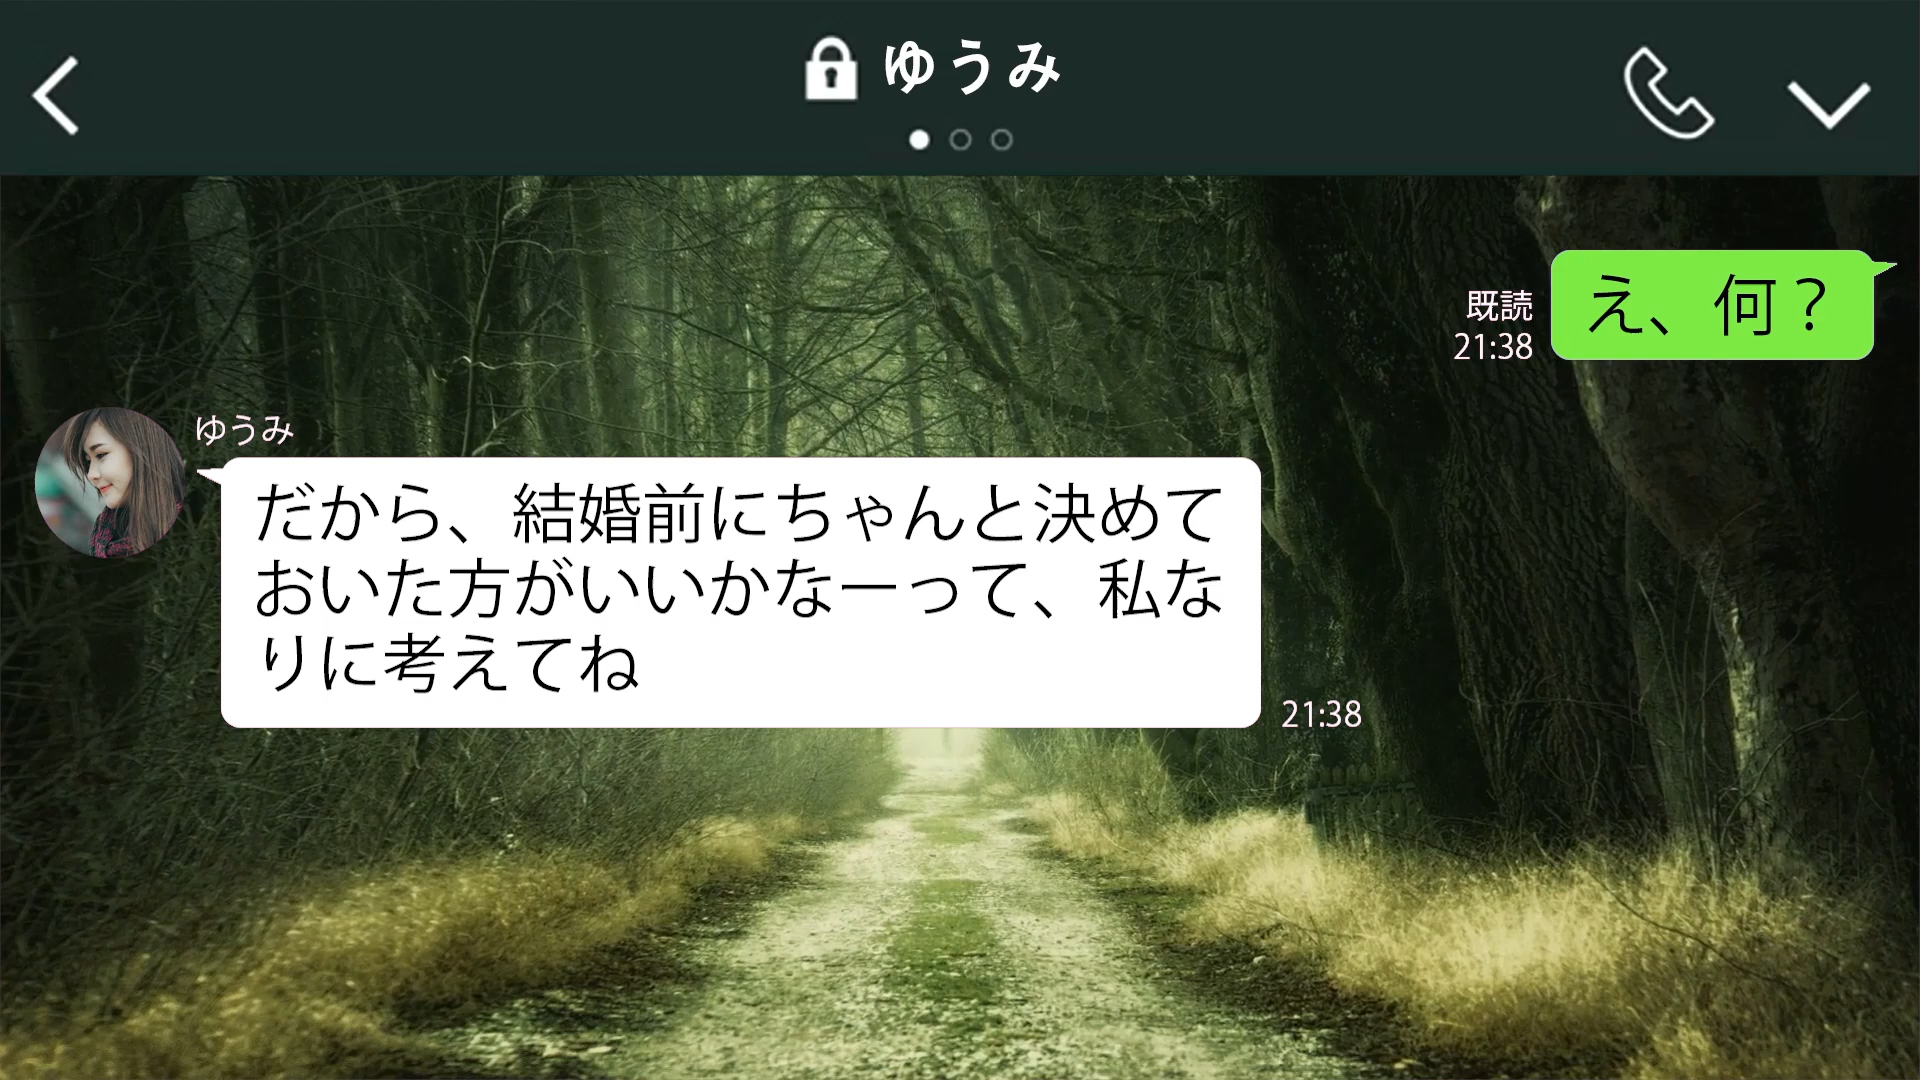 ゆうみ
え、何？
既読
21:38
ゆうみ
だから、結婚前にちゃんと決めて
おいた方がいいかなーって、私な
りに考えてね
21:38